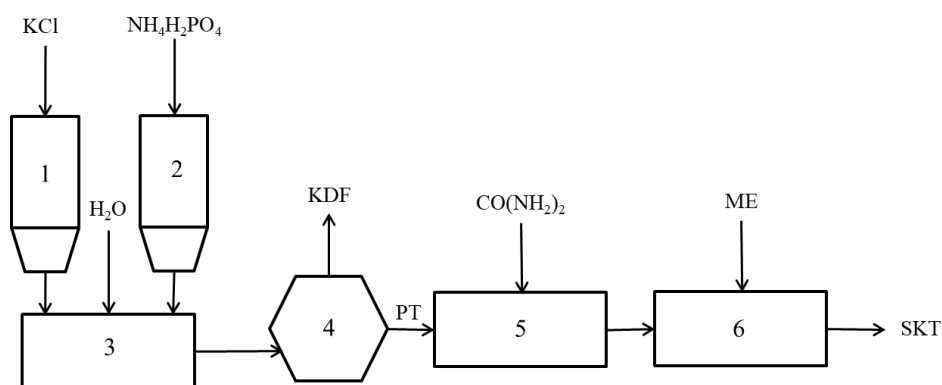 KCl
NH₄H₂PO₄
1
2
H₂O
KDF
CO(NH₂)₂
ME
3
4
PT
5
6
SKT